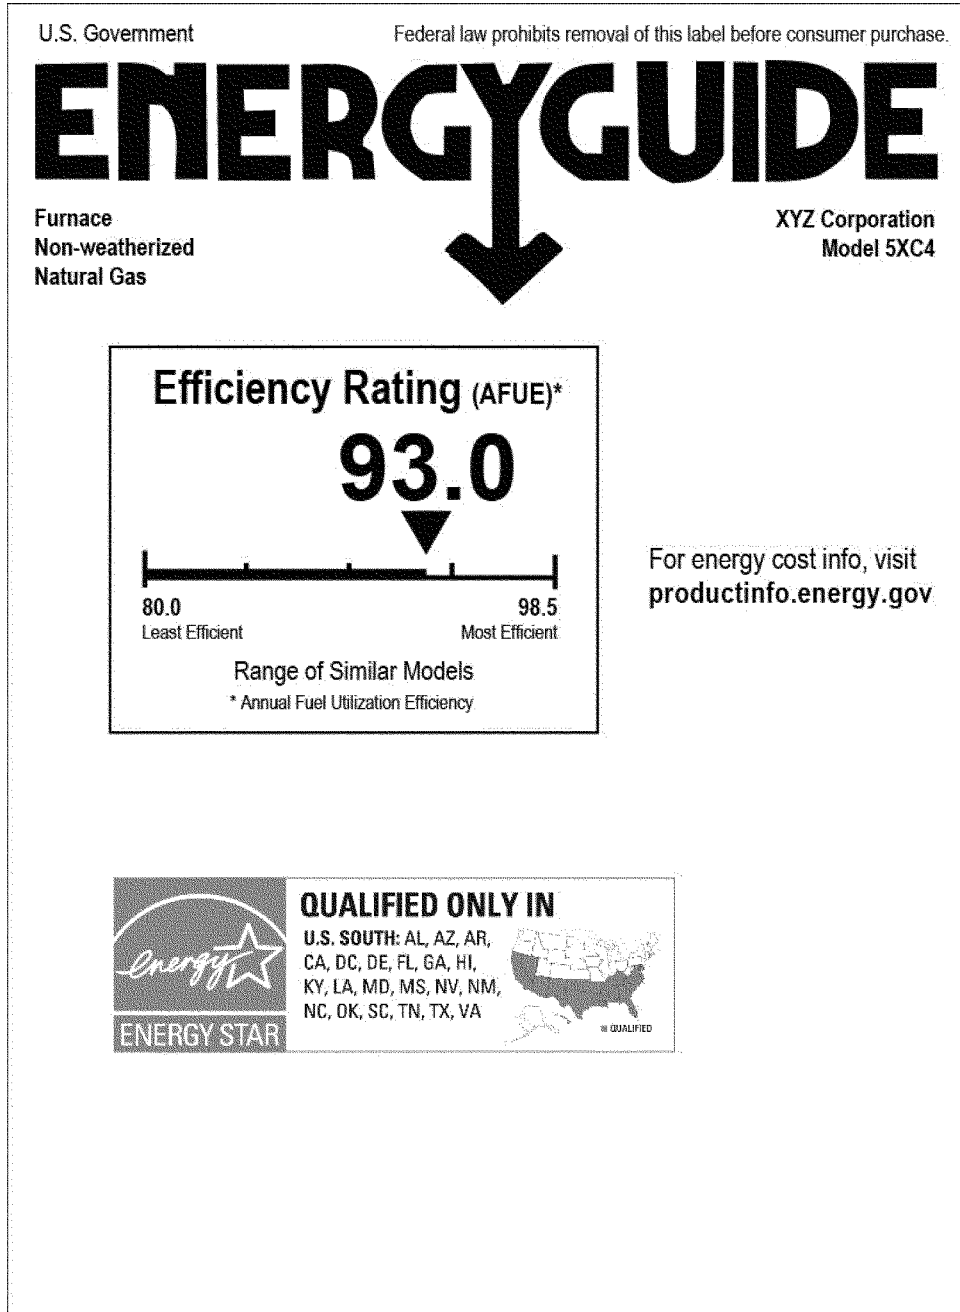 U.S. Government
Federal law prohibits removal of this label before consumer purchase.
ENERGYGUIDE
Furnace
Non-weatherized
Natural Gas
XYZ Corporation
Model 5XC4
Efficiency Rating (AFUE)*
93.0
80.0
Least Efficient
98.5
Most Efficient
Range of Similar Models
* Annual Fuel Utilization Efficiency
For energy cost info, visit
productinfo.energy.gov
energy
ENERGY STAR
QUALIFIED ONLY IN
U.S. SOUTH: AL, AZ, AR,
CA, DC, DE, FL, GA, HI,
KY, LA, MD, MS, NV, NM,
NC, OK, SC, TN, TX, VA
QUALIFIED